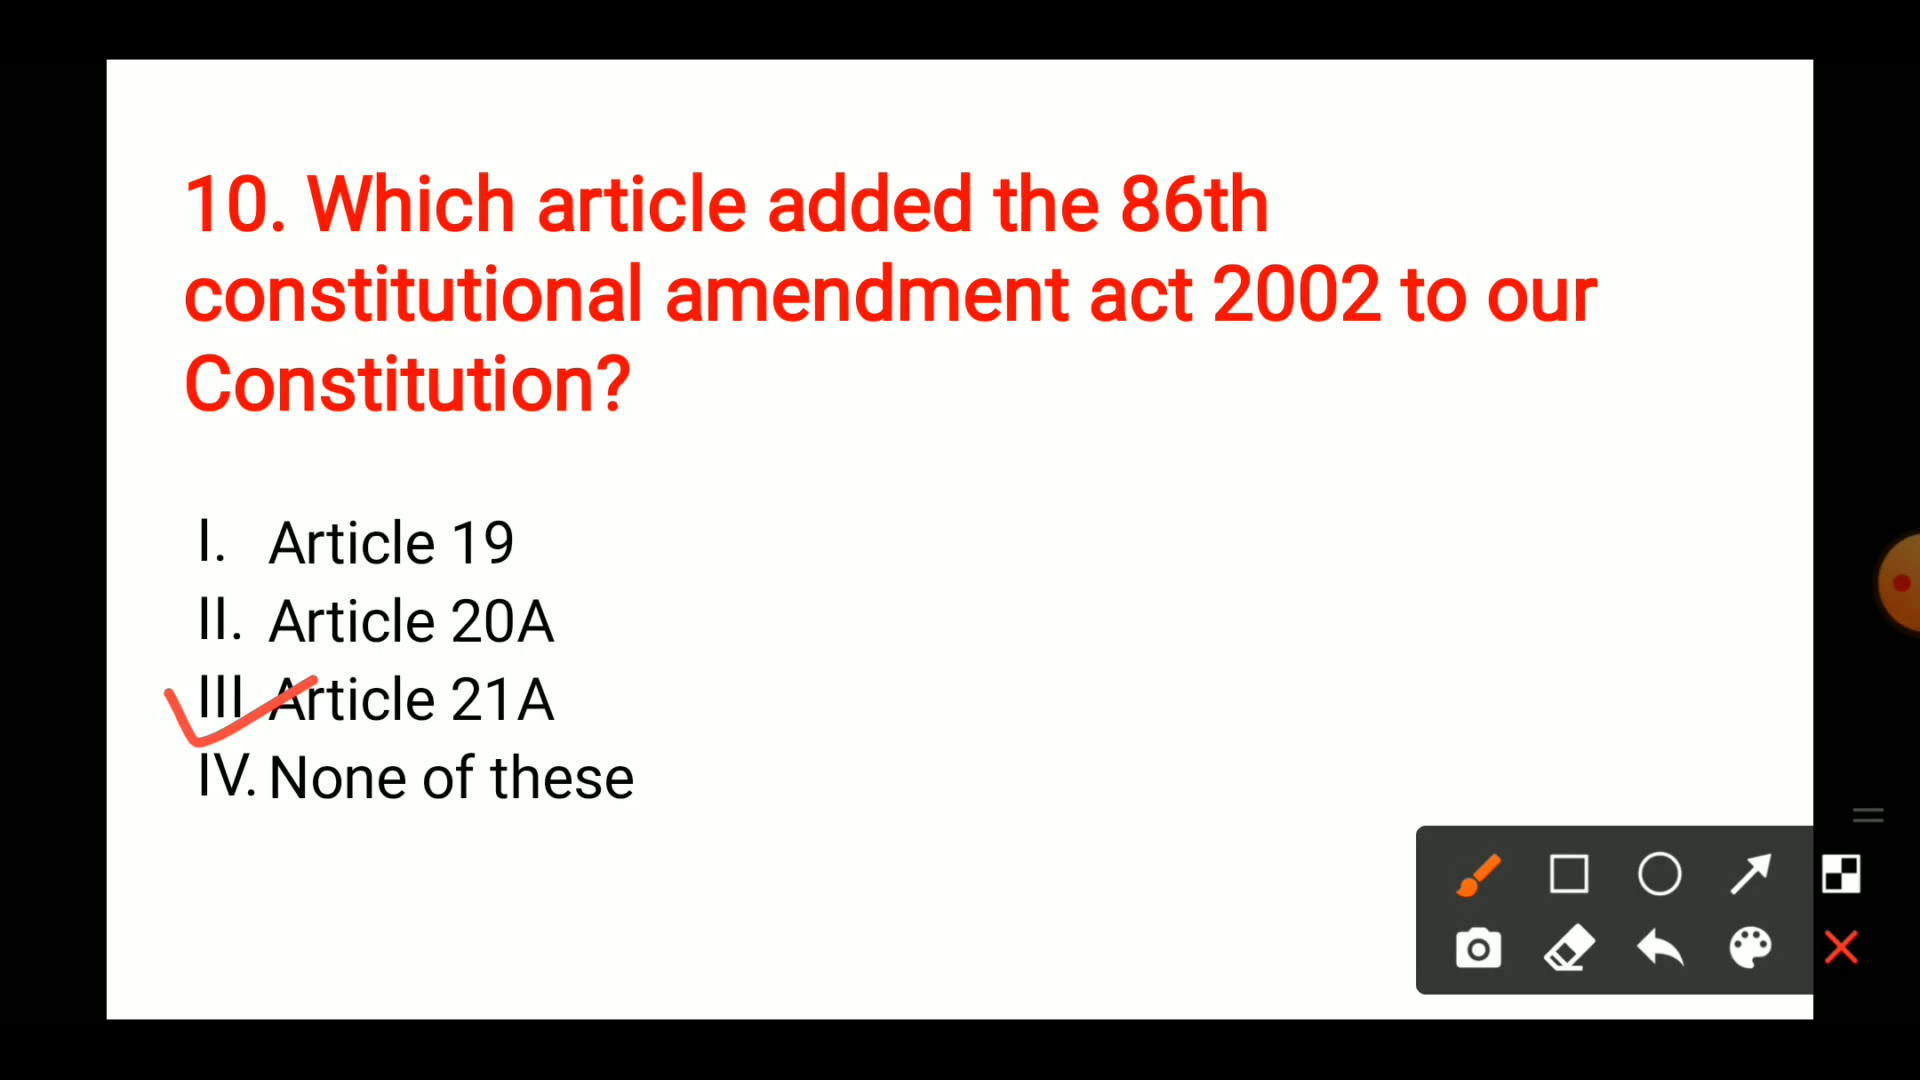 10. Which article added the 86th
constitutional amendment act 2002 to our
Constitution?
I. Article 19
II. Article 20A
III Article 21A
IV. None of these